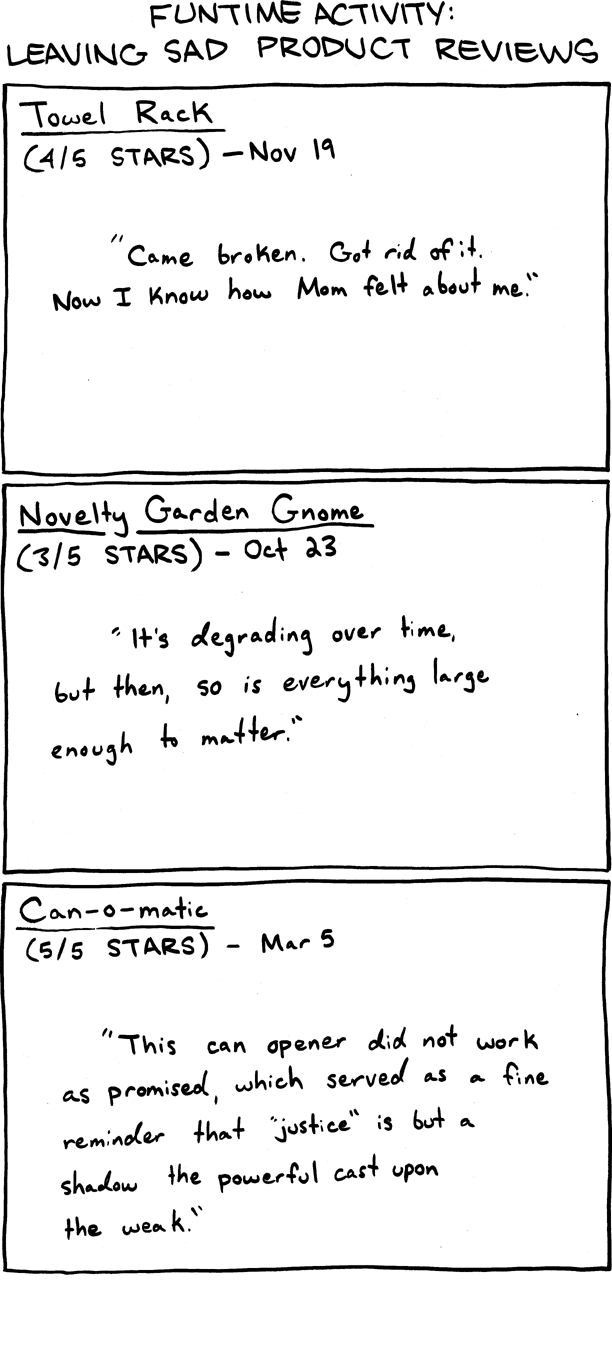 FUNTIME ACTIVITY:
LEAVING SAD PRODUCT REVIEWS
Towel Rack
(4/5 STARS) – Nov 19
"Came broken. Got rid of it.
Now I know how Mom felt about me."
Novelty Garden Gnome
(3/5 STARS) – Oct 23
"It's degrading over time,
but then, so is everything large
enough to matter."
Can-o-matic
(5/5 STARS) – Mar 5
"This can opener did not work
as promised, which served as a fine
reminder that "justice" is but a
shadow the powerful cast upon
the weak."